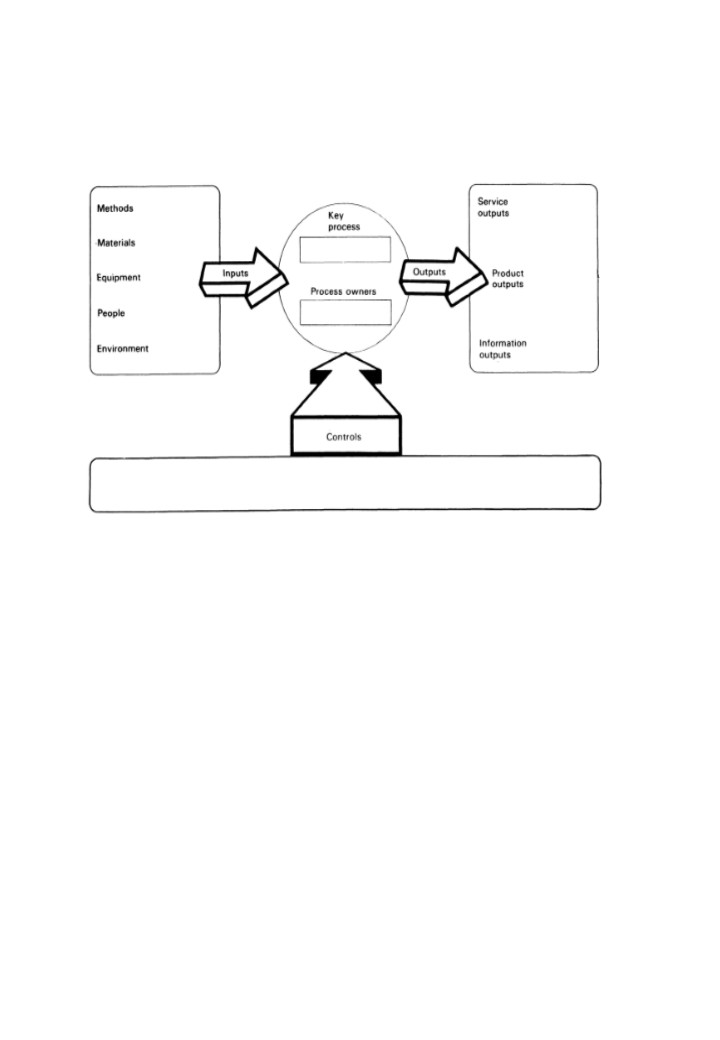 Methods
Materials
Equipment
People
Environment
Inputs
Key
process
Process owners
Outputs
Service
outputs
Product
outputs
Information
outputs
Controls